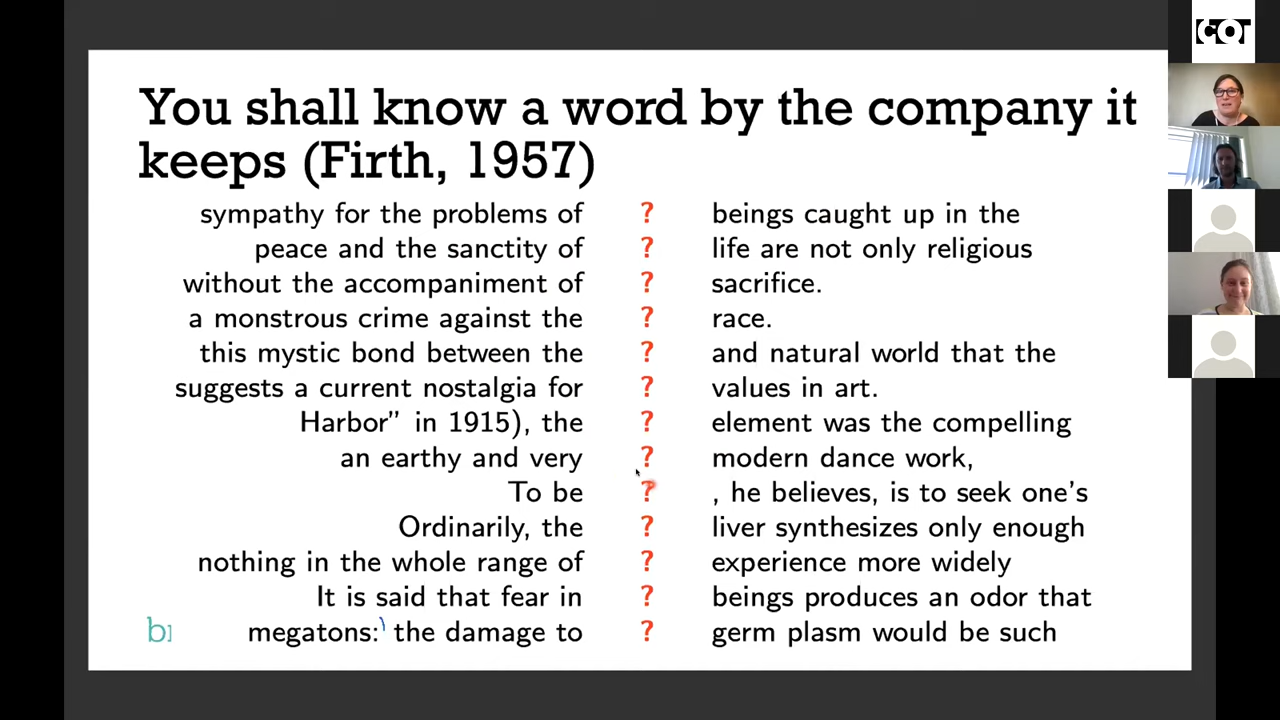 You shall know a word by the company it
keeps (Firth, 1957)
sympathy for the problems of ? beings caught up in the
peace and the sanctity of ? life are not only religious
without the accompaniment of ? sacrifice.
a monstrous crime against the ? race.
this mystic bond between the ? and natural world that the
suggests a current nostalgia for ? values in art.
Harbor” in 1915), the ? element was the compelling
an earthy and very ? modern dance work,
To be ? , he believes, is to seek one’s
Ordinarily, the ? liver synthesizes only enough
nothing in the whole range of ? experience more widely
It is said that fear in ? beings produces an odor that
megatons: the damage to ? germ plasm would be such